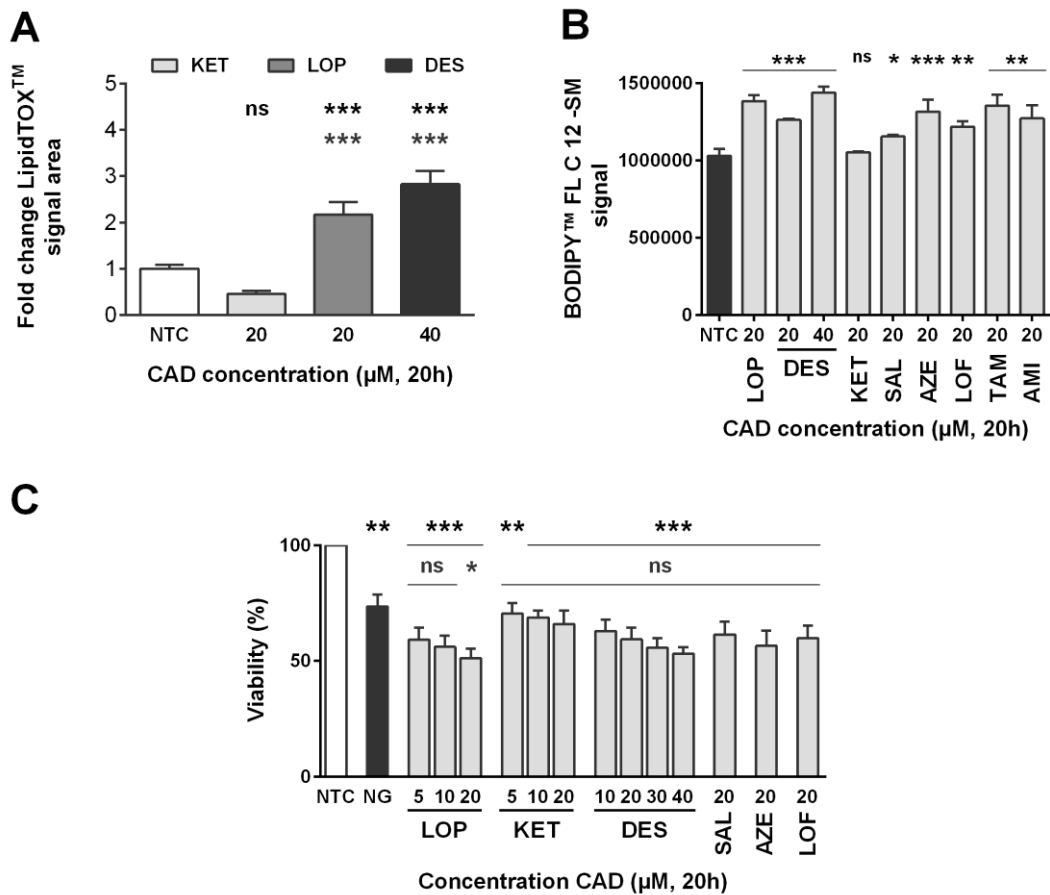 A
KET LOP DES
Fold change LipidTOX™
signal area
5
4
3
2
1
0
ns *** ***
*** ***
NTC 20 20 40
CAD concentration (µM, 20h)
B
BODIPY™ FL C 12 -SM
signal
1500000
1000000
500000
0
*** ns * *** ** **
NTC 20 20 40 20 20 20 20 20 20
LOP DES KET SAL AZE LOF TAM AMI
CAD concentration (µM, 20h)
C
Viability (%)
100
50
0
** *** ** ***
ns * ns
NTC NG 5 10 20 5 10 20 10 20 30 40 20 20 20
LOP KET DES SAL AZE LOF
Concentration CAD (µM, 20h)